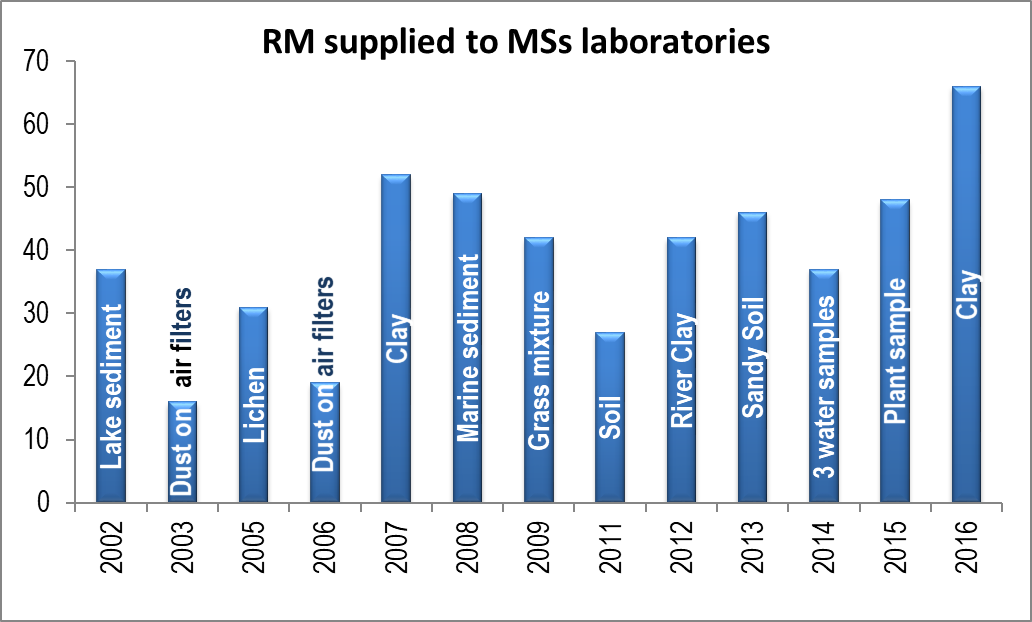 RM supplied to MSs laboratories
70
60
50
40
30
20
10
0
Lake sediment
Dust on air filters
Lichen
Dust on air filters
Clay
Marine sediment
Grass mixture
Soil
River Clay
Sandy Soil
3 water samples
Plant sample
Clay
2002
2003
2005
2006
2007
2008
2009
2011
2012
2013
2014
2015
2016